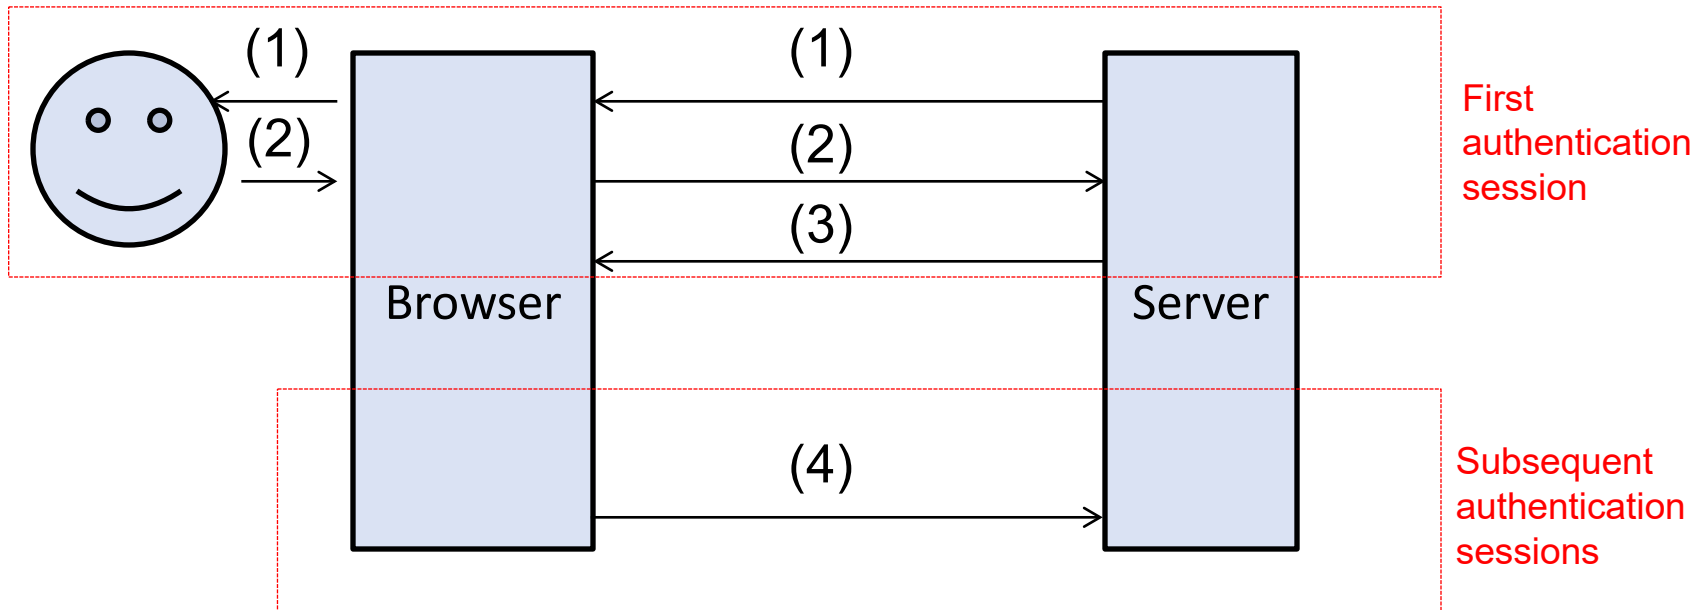 (1)
(1)
(2)
(2)
(3)
First
authentication
session
Browser
Server
(4)
Subsequent
authentication
sessions